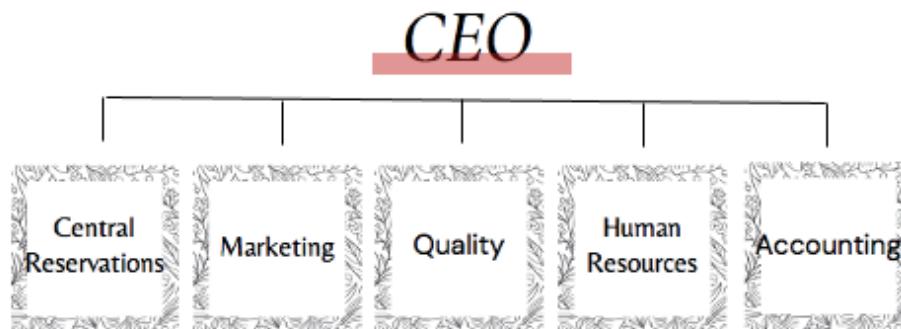 CEO
Central
Reservations
Marketing
Quality
Human
Resources
Accounting